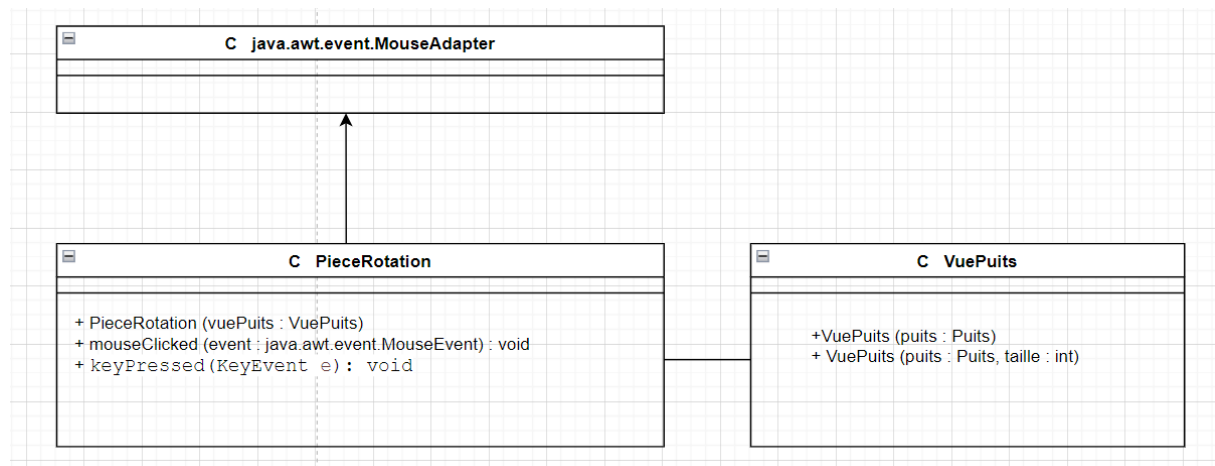 C java.awt.event.MouseAdapter
C PieceRotation
+ PieceRotation (vuePuits : VuePuits)
+ mouseClicked (event : java.awt.event.MouseEvent) : void
+ keyPressed(KeyEvent e): void
C VuePuits
+VuePuits (puits : Puits)
+ VuePuits (puits : Puits, taille : int)